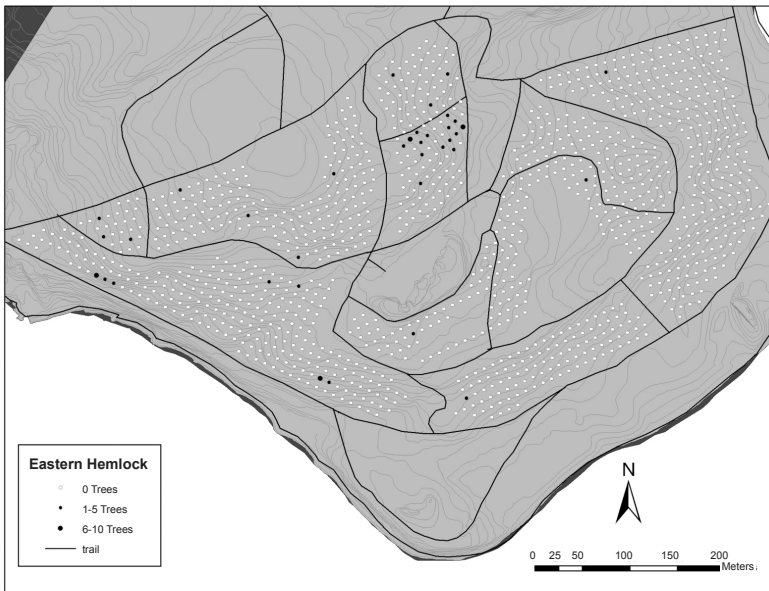 Eastern Hemlock
0 Trees
1-5 Trees
6-10 Trees
trail
N
0 25 50 100 150 200
Meters